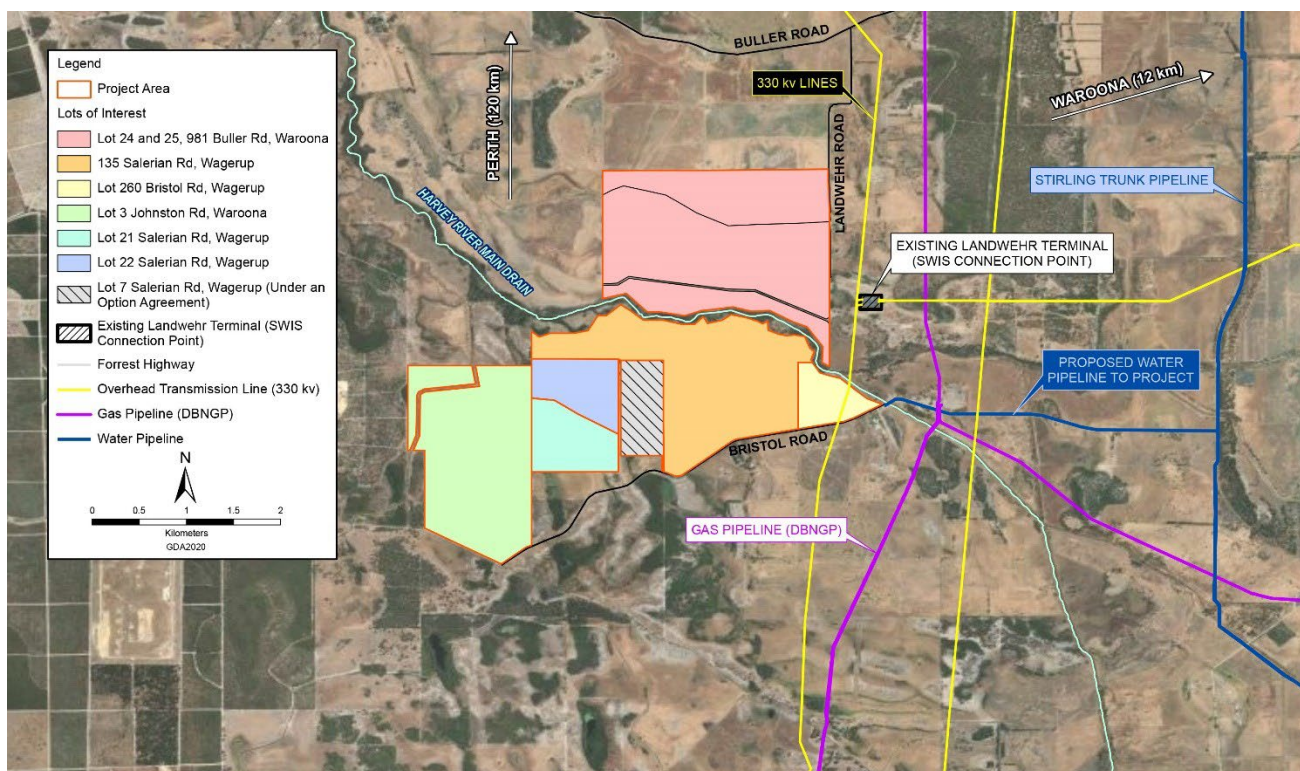 Legend
Project Area
Lots of Interest
Lot 24 and 25, 981 Buller Rd, Waroona
135 Salerian Rd, Wagerup
Lot 260 Bristol Rd, Wagerup
Lot 3 Johnston Rd, Waroona
Lot 21 Salerian Rd, Wagerup
Lot 22 Salerian Rd, Wagerup
Lot 7 Salerian Rd, Wagerup (Under an
Option Agreement)
Existing Landwehr Terminal (SWIS
Connection Point)
Forrest Highway
Overhead Transmission Line (330 kv)
Gas Pipeline (DBNGP)
Water Pipeline
N
0 0.5 1 1.5 2
Kilometers
GDA2020
BULLER ROAD
PERTH (120 km)
330 kv LINES
WAROONA (12 km)
LANDWEHR ROAD
STIRLING TRUNK PIPELINE
HARVEY RIVER MAIN DRAIN
EXISTING LANDWEHR TERMINAL
(SWIS CONNECTION POINT)
PROPOSED WATER
PIPELINE TO PROJECT
BRISTOL ROAD
GAS PIPELINE (DBNGP)